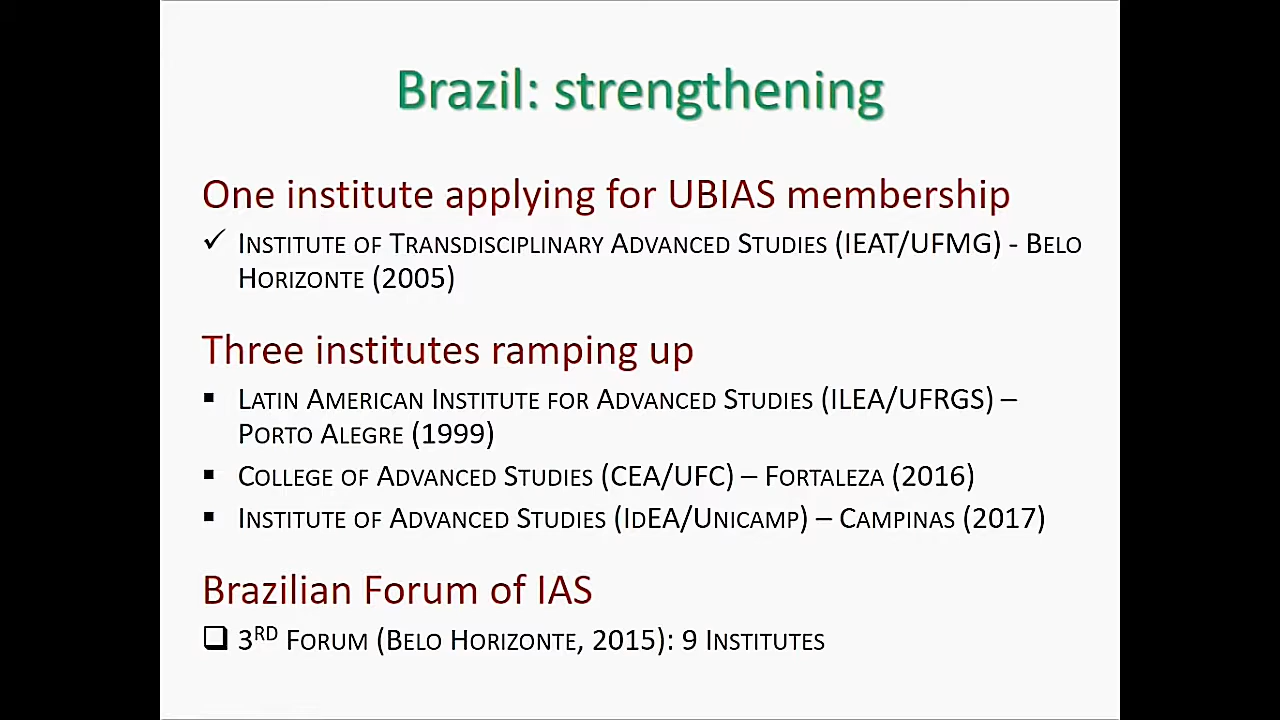 Brazil: strengthening
One institute applying for UBIAS membership
✓ Institute of Transdisciplinary Advanced Studies (IEAT/UFMG) - Belo
Horizonte (2005)
Three institutes ramping up
▪ Latin American Institute for Advanced Studies (ILEA/UFRGS) –
Porto Alegre (1999)
▪ College of Advanced Studies (CEA/UFC) – Fortaleza (2016)
▪ Institute of Advanced Studies (IdEA/Unicamp) – Campinas (2017)
Brazilian Forum of IAS
❑ 3rd Forum (Belo Horizonte, 2015): 9 Institutes